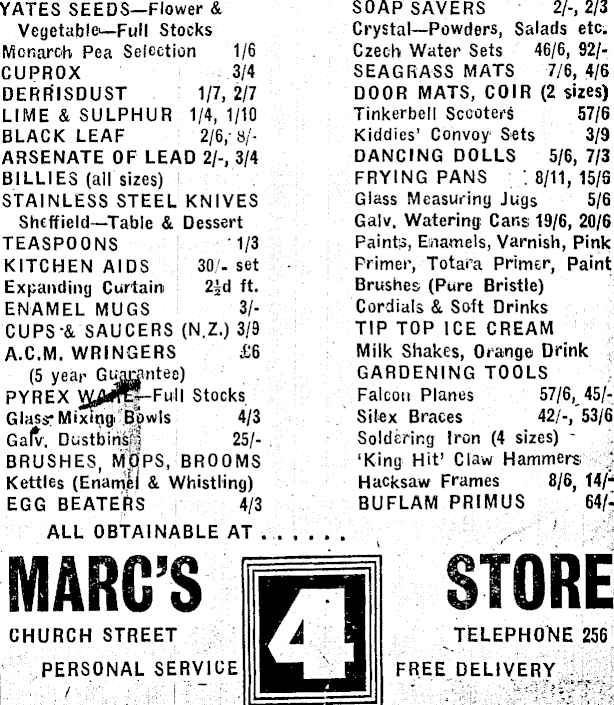 YATES SEEDS—Flower &
Vegetable—Full Stocks
Monarch Pea Selection 1/6
CUPROX 3/4
DERRISDUST 1/7, 2/7
LIME & SULPHUR 1/4, 1/10
BLACK LEAF 2/6, 8/-
ARSENATE OF LEAD 2/-, 3/4
BILLIES (all sizes)
STAINLESS STEEL KNIVES
Sheffield—Table & Dessert
TEASPOONS 1/3
KITCHEN AIDS 30/- set
Expanding Curtain 2½d ft.
ENAMEL MUGS 3/-
CUPS & SAUCERS (N.Z.) 3/9
A.C.M. WRINGERS £6
(5 year Guarantee)
PYREX WARE—Full Stocks
Glass Mixing Bowls 4/3
Galv. Dustbins 25/-
BRUSHES, MOPS, BROOMS
Kettles (Enamel & Whistling)
EGG BEATERS 4/3
SOAP SAVERS 2/-, 2/3
Crystal—Powders, Salads etc.
Czech Water Sets 46/6, 92/-
SEAGRASS MATS 7/6, 4/6
DOOR MATS, COIR (2 sizes)
Tinkerbell Scooters 57/6
Kiddies' Convoy Sets 3/9
DANCING DOLLS 5/6, 7/3
FRYING PANS 8/11, 15/6
Glass Measuring Jugs 5/6
Galv. Watering Cans 19/6, 20/6
Paints, Enamels, Varnish, Pink
Primer, Totara Primer, Paint
Brushes (Pure Bristle)
Cordials & Soft Drinks
TIP TOP ICE CREAM
Milk Shakes, Orange Drink
GARDENING TOOLS
Falcon Planes 57/6, 45/-
Silex Braces 42/-, 53/6
Soldering Iron (4 sizes)
'King Hit' Claw Hammers
Hacksaw Frames 8/6, 14/-
BUFLAM PRIMUS 64/-
ALL OBTAINABLE AT ......
MARC'S 4 STORE
CHURCH STREET TELEPHONE 256
PERSONAL SERVICE FREE DELIVERY